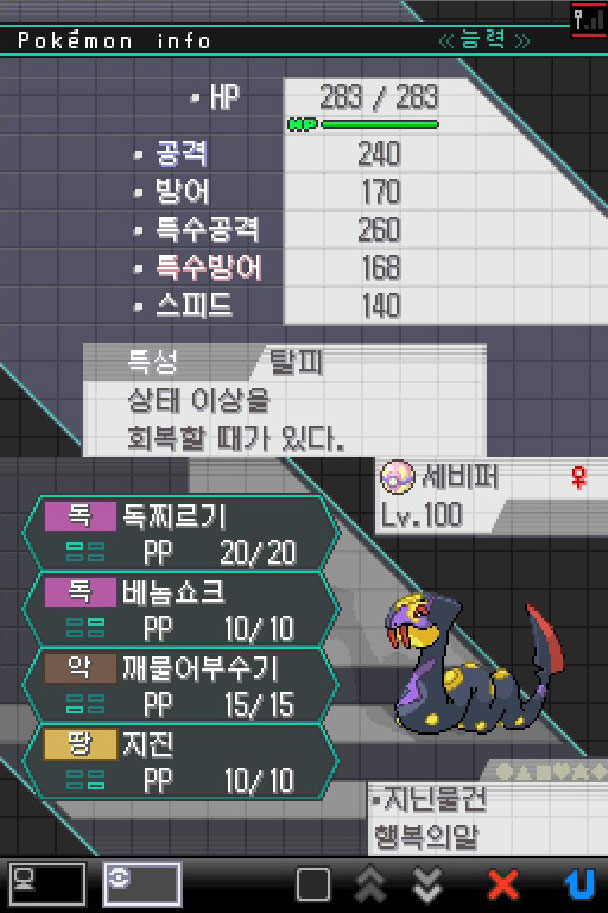 Pokémon info
≪능력≫
• HP 283 / 283
HP
• 공격 240
• 방어 170
• 특수공격 260
• 특수방어 168
• 스피드 140
특성 탈피
상태 이상을
회복할 때가 있다.
세비퍼 ♀
Lv.100
독 독찌르기
PP 20/20
독 베놈쇼크
PP 10/10
악 깨물어부수기
PP 15/15
땅 지진
PP 10/10
•지닌물건
행복의알